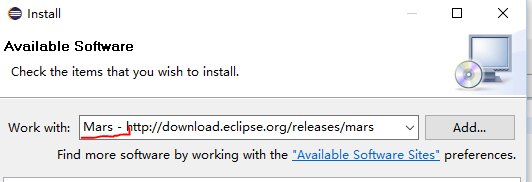 Install
Available Software
Check the items that you wish to install.
Work with: Mars - http://download.eclipse.org/releases/mars Add...
Find more software by working with the "Available Software Sites" preferences.